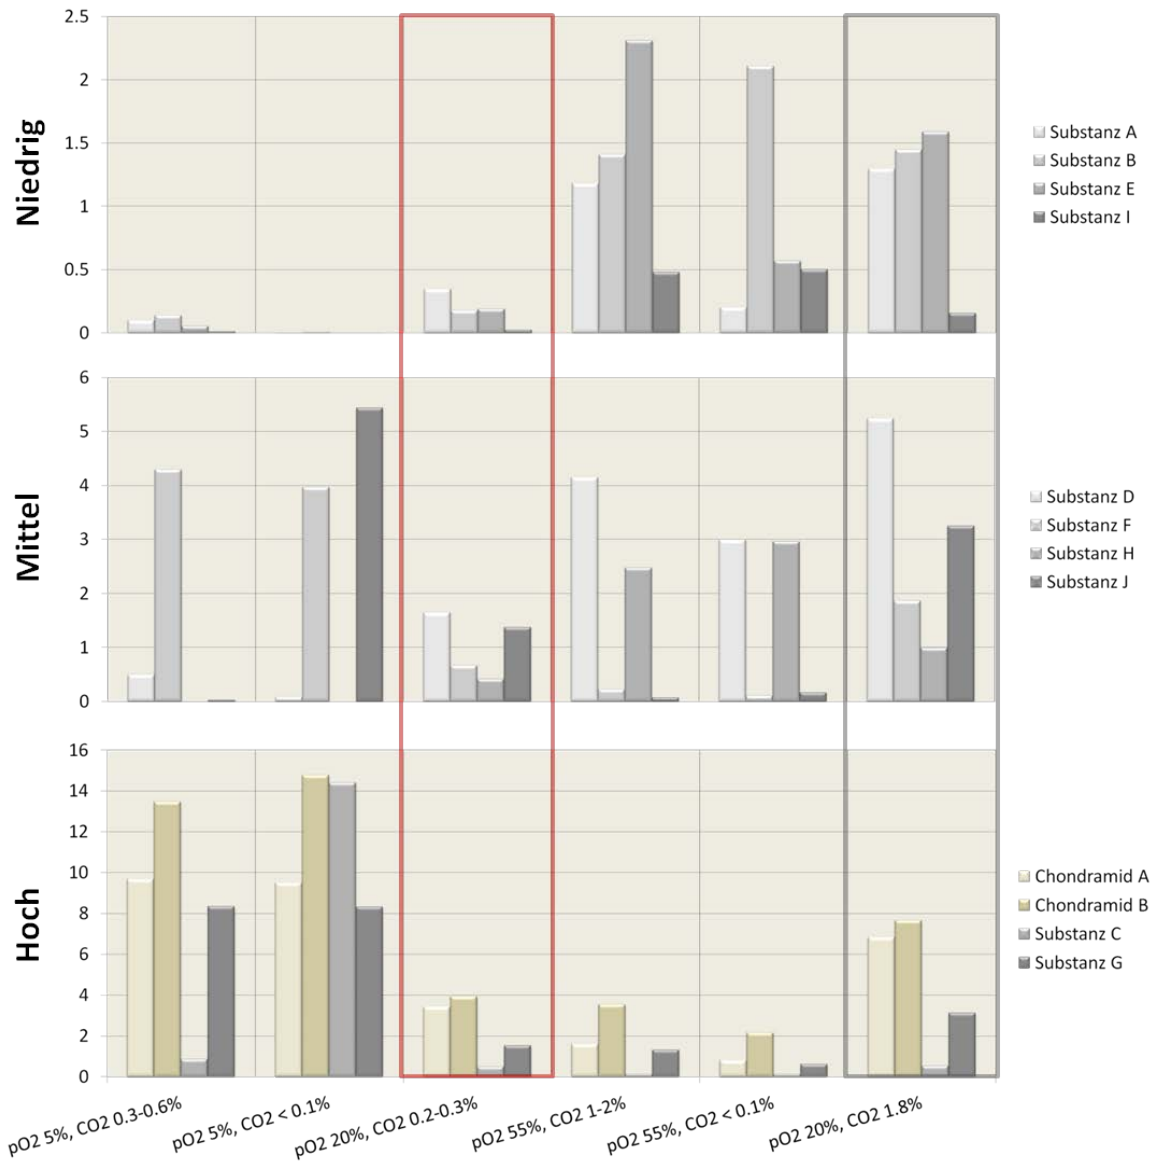 Niedrig
2.5
2
1.5
1
0.5
0
Substanz A
Substanz B
Substanz E
Substanz I
Mittel
6
5
4
3
2
1
0
Substanz D
Substanz F
Substanz H
Substanz J
Hoch
16
14
12
10
8
6
4
2
0
Chondramid A
Chondramid B
Substanz C
Substanz G
pO2 5%, CO2 0.3-0.6%
pO2 5%, CO2 < 0.1%
pO2 20%, CO2 0.2-0.3%
pO2 55%, CO2 1-2%
pO2 55%, CO2 < 0.1%
pO2 20%, CO2 1.8%